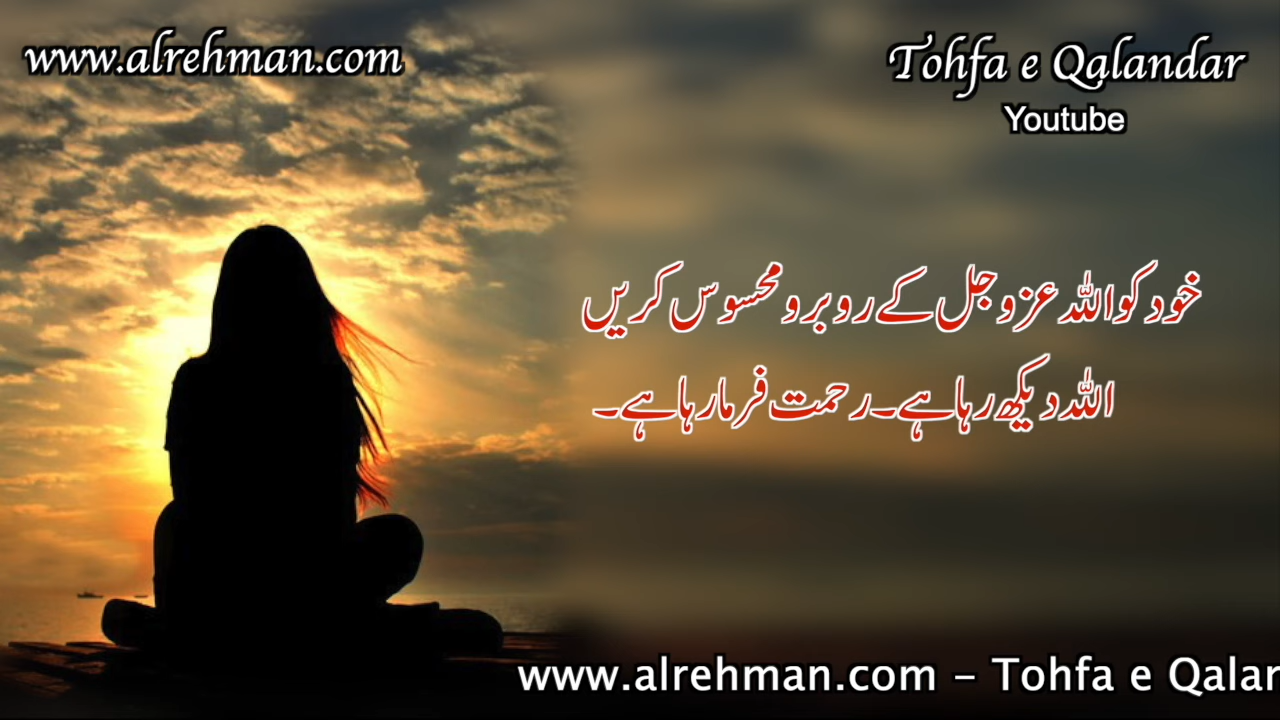 www.alrehman.com
Tohfa e Qalandar
Youtube
خود کو اللہ عزوجل کے روبرو محسوس کریں
اللہ دیکھ رہا ہے۔ رحمت فرما رہا ہے۔
www.alrehman.com - Tohfa e Qalan